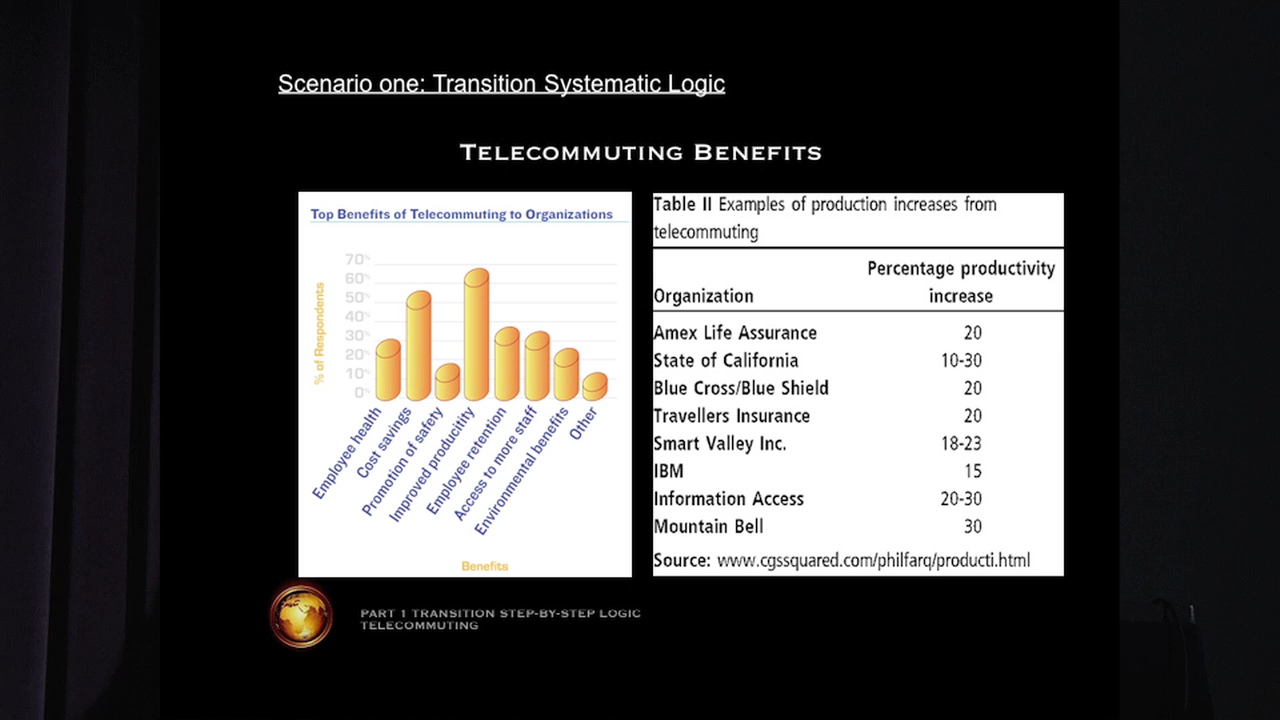 Scenario one: Transition Systematic Logic
TELECOMMUTING BENEFITS
Top Benefits of Telecommuting to Organizations
% of Respondents
70%
60%
50%
40%
30%
20%
10%
0%
Employee health
Cost savings
Promotion of safety
Improved producitity
Employee retention
Access to more staff
Environmental benefits
Other
Benefits
Table II Examples of production increases from
telecommuting
Percentage productivity
Organization increase
Amex Life Assurance 20
State of California 10-30
Blue Cross/Blue Shield 20
Travellers Insurance 20
Smart Valley Inc. 18-23
IBM 15
Information Access 20-30
Mountain Bell 30
Source: www.cgssquared.com/philfarq/producti.html
PART 1 TRANSITION STEP-BY-STEP LOGIC
TELECOMMUTING